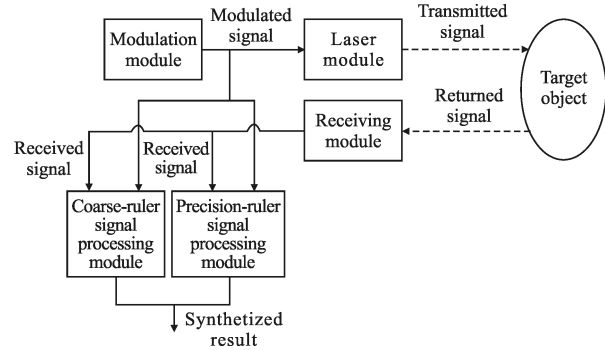 Modulation
module
Modulated
signal
Laser
module
Transmitted
signal
Target
object
Returned
signal
Receiving
module
Received
signal
Received
signal
Coarse-ruler
signal
processing
module
Precision-ruler
signal
processing
module
Synthetized
result